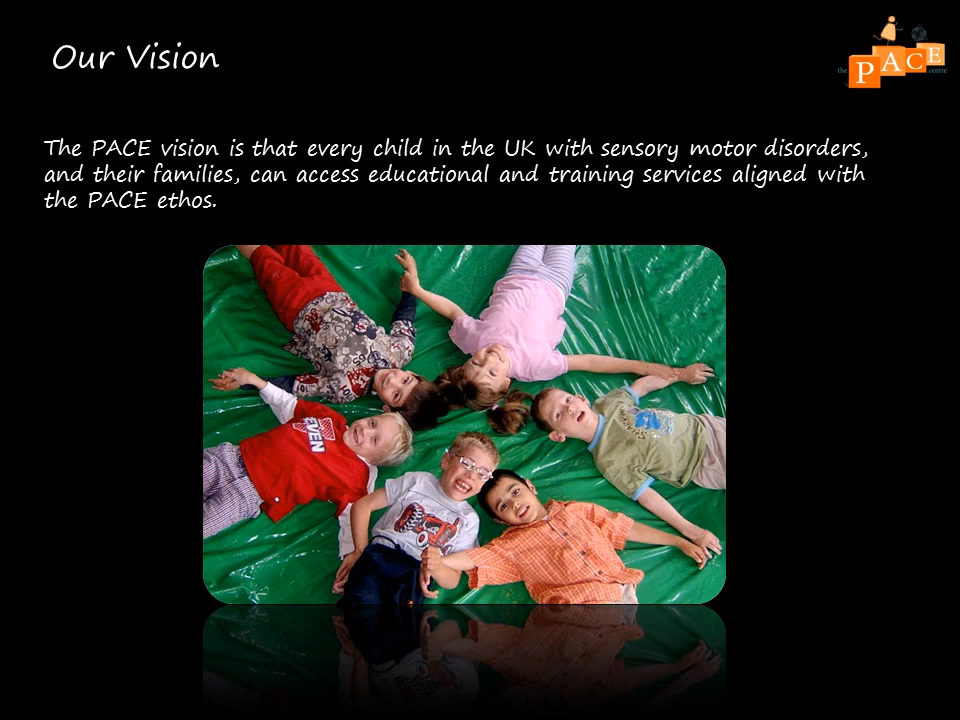 Our Vision
the PACE centre
The PACE vision is that every child in the UK with sensory motor disorders,
and their families, can access educational and training services aligned with
the PACE ethos.
EVEN